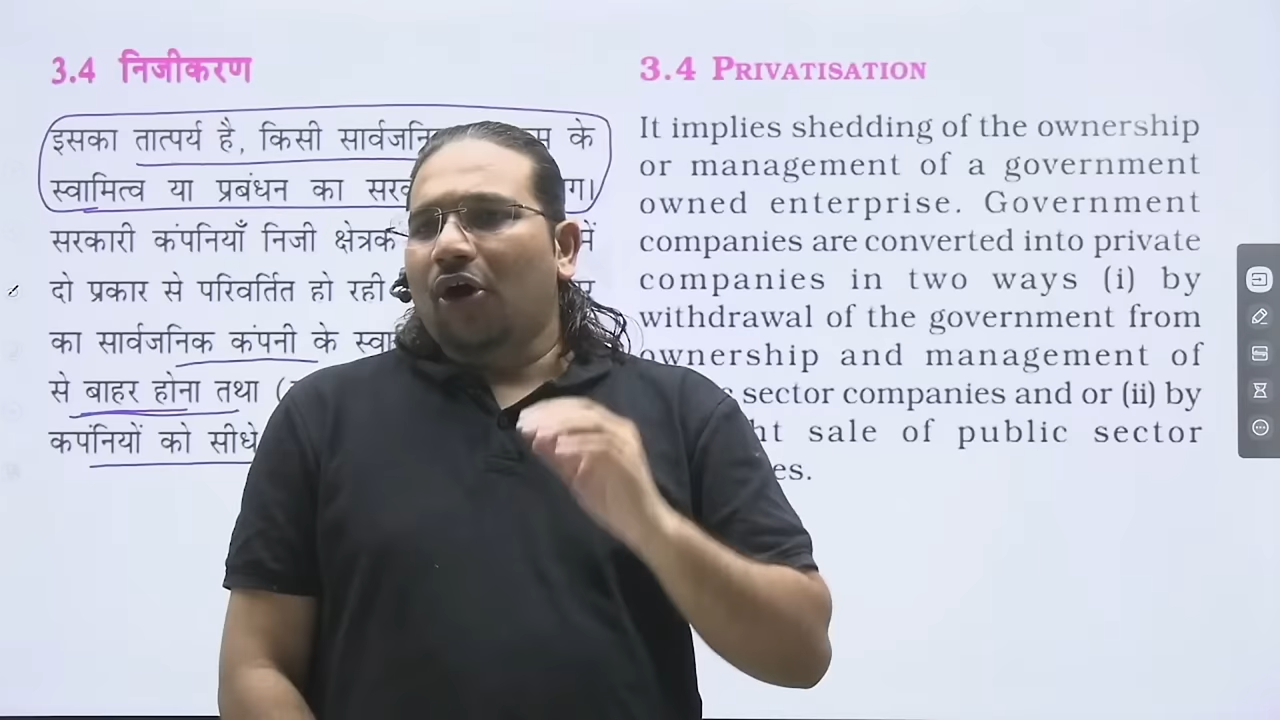 3.4 निजीकरण
इसका तात्पर्य है, किसी सार्वजनि के
स्वामित्व या प्रबंधन का
सरकारी कंपनियाँ निजी क्षेत्रक में
दो प्रकार से परिवर्तित हो रही
का सार्वजनिक कंपनी के
से बाहर होना तथा (
कपंनियों को सीधे
3.4 PRIVATISATION
It implies shedding of the ownership
or management of a government
owned enterprise. Government
companies are converted into private
companies in two ways (i) by
withdrawal of the government from
ownership and management of
sector companies and or (ii) by
sale of public sector